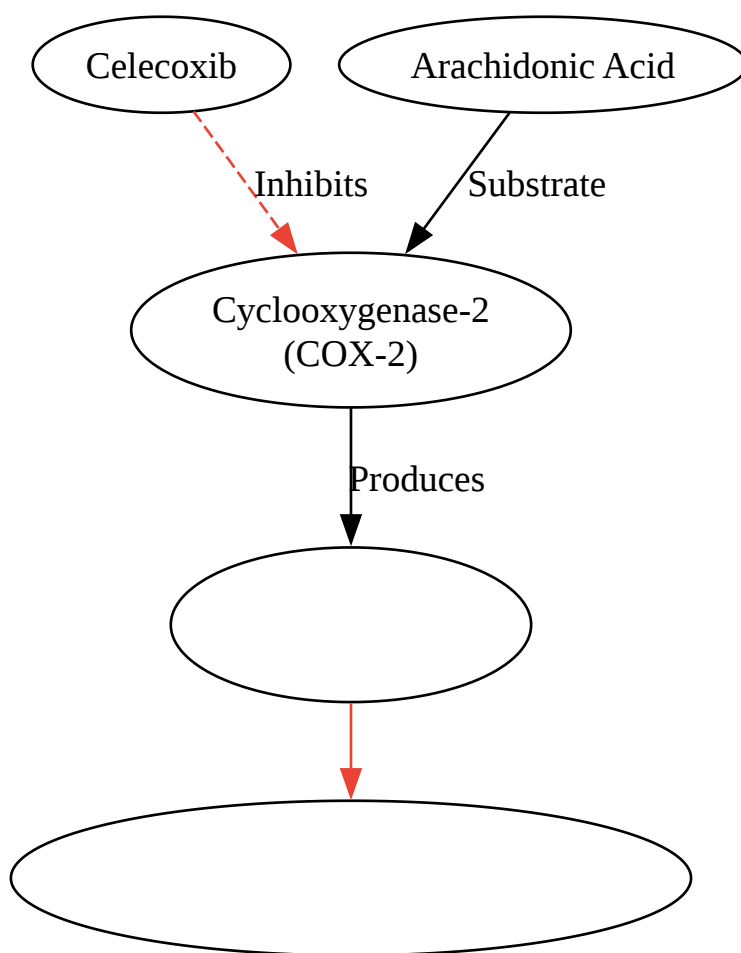 Celecoxib
Arachidonic Acid
Inhibits
Substrate
Cyclooxygenase-2
(COX-2)
Produces